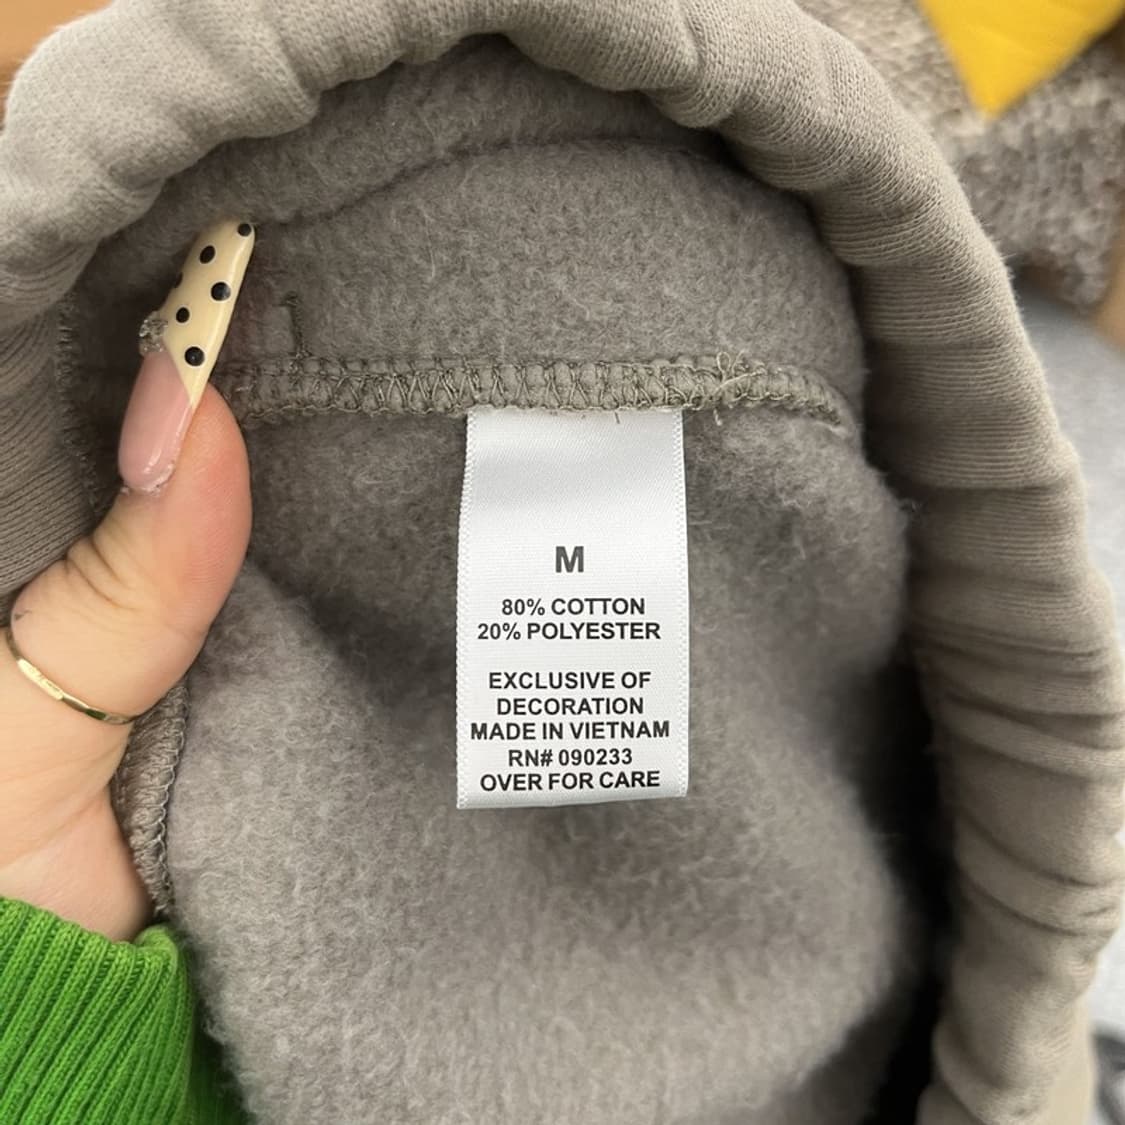 M
80% COTTON
20% POLYESTER
EXCLUSIVE OF
DECORATION
MADE IN VIETNAM
RN# 090233
OVER FOR CARE